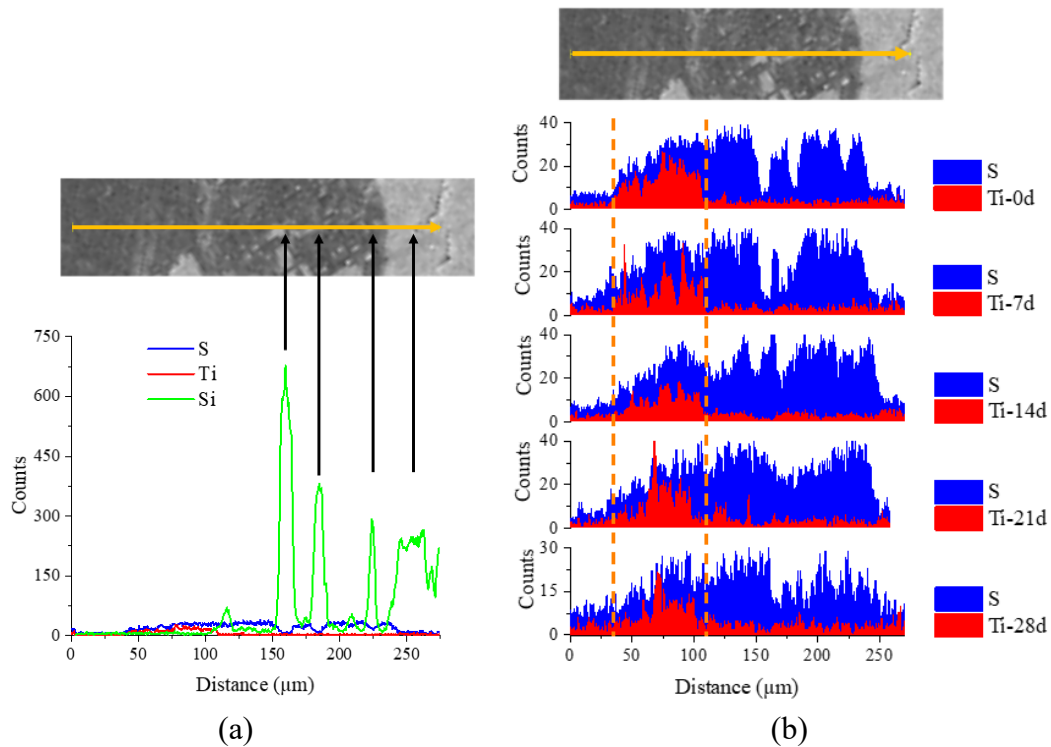 750
600
450
300
150
0
Counts
S
Ti
Si
0
50
100
150
200
250
Distance (μm)
(a)
40
20
0
Counts
S
Ti-0d
40
20
0
Counts
S
Ti-7d
40
20
0
Counts
S
Ti-14d
40
20
0
Counts
S
Ti-21d
30
15
0
Counts
S
Ti-28d
0
50
100
150
200
250
Distance (μm)
(b)